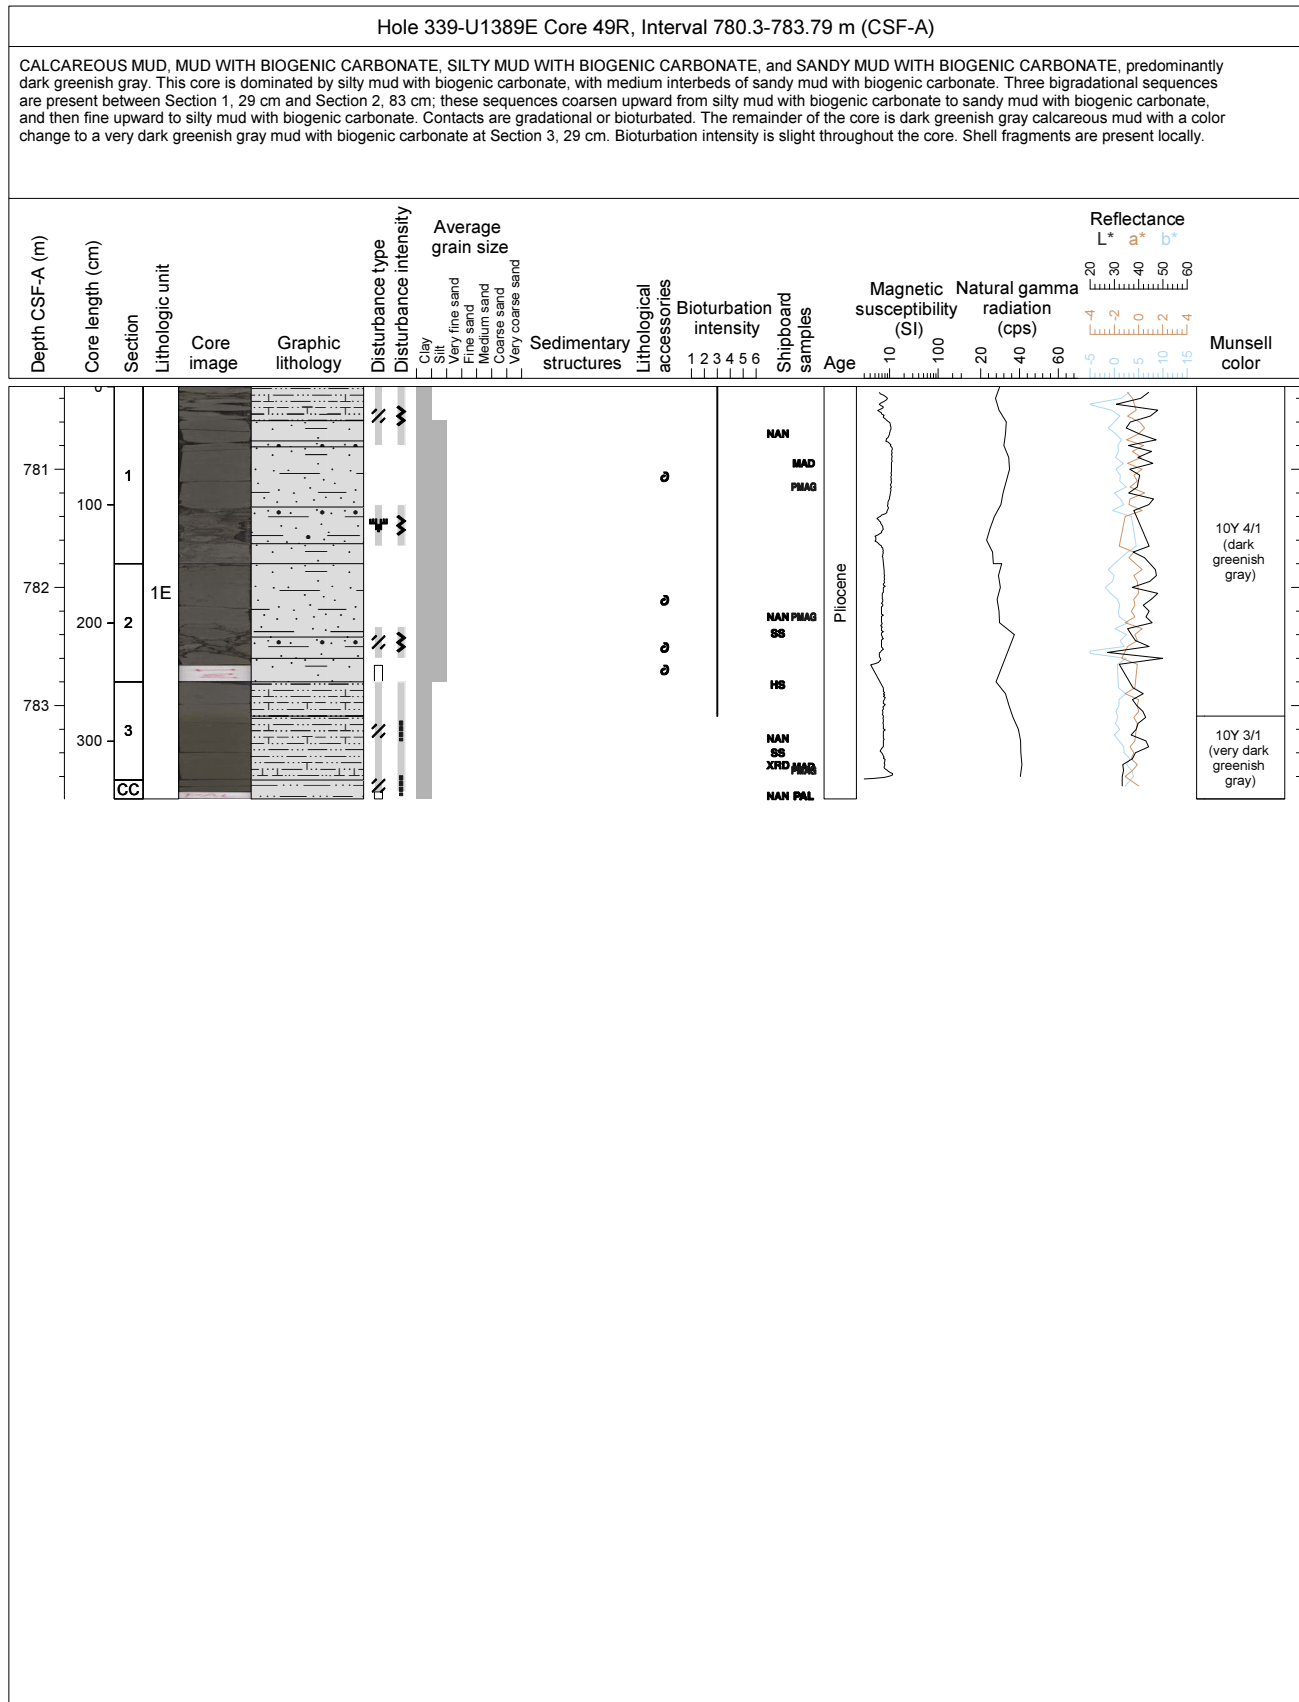 Hole 339-U1389E Core 49R, Interval 780.3-783.79 m (CSF-A)
CALCAREOUS MUD, MUD WITH BIOGENIC CARBONATE, SILTY MUD WITH BIOGENIC CARBONATE, and SANDY MUD WITH BIOGENIC CARBONATE, predominantly
dark greenish gray. This core is dominated by silty mud with biogenic carbonate, with medium interbeds of sandy mud with biogenic carbonate. Three bigradational sequences
are present between Section 1, 29 cm and Section 2, 83 cm; these sequences coarsen upward from silty mud with biogenic carbonate to sandy mud with biogenic carbonate,
and then fine upward to silty mud with biogenic carbonate. Contacts are gradational or bioturbated. The remainder of the core is dark greenish gray calcareous mud with a color
change to a very dark greenish gray mud with biogenic carbonate at Section 3, 29 cm. Bioturbation intensity is slight throughout the core. Shell fragments are present locally.
Depth CSF-A (m)
Core length (cm)
Section
Lithologic unit
Core
image
Graphic
lithology
Disturbance type
Disturbance intensity
Average
grain size
Clay
Silt
Very fine sand
Fine sand
Medium sand
Coarse sand
Very coarse sand
Sedimentary
structures
Lithological
accessories
Bioturbation
intensity
1 2 3 4 5 6
Shipboard
samples
Age
Magnetic
susceptibility
(SI)
10 100
Natural gamma
radiation
(cps)
20 40 60
Reflectance
L* a* b*
20 30 40 50 60
-4 -2 0 2 4
-5 0 5 10 15
Munsell
color
0
781
100
782
200
783
300
1
2
3
CC
1E
NAN
MAD
PMAG
NAN PMAG
SS
HS
NAN
SS
XRD MAD
PMAG
NAN PAL
Pliocene
10Y 4/1
(dark
greenish
gray)
10Y 3/1
(very dark
greenish
gray)